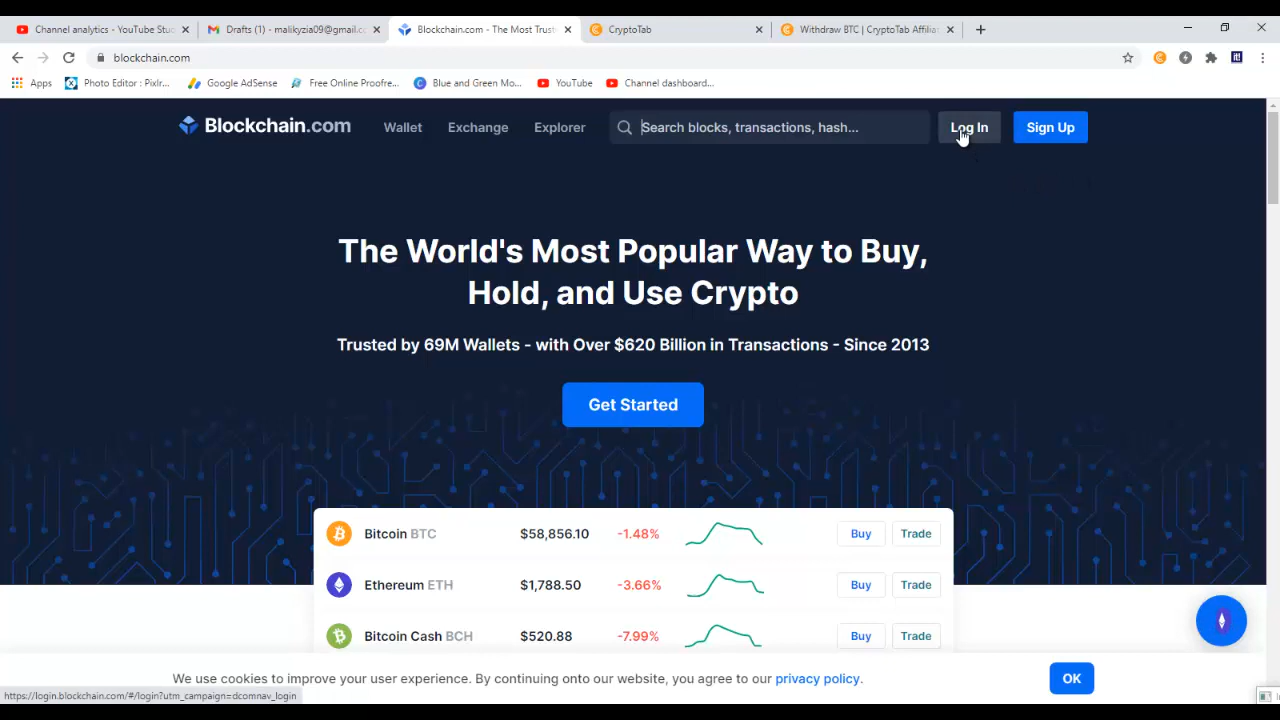 Channel analytics - YouTube Stu
Drafts (1) - malikyzia09@gmail.c
Blockchain.com - The Most Trust
CryptoTab
Withdraw BTC | CryptoTab Affiliat
blockchain.com
Apps
Photo Editor : Pixlr...
Google AdSense
Free Online Proofre...
Blue and Green Mo...
YouTube
Channel dashboard...
Blockchain.com
Wallet
Exchange
Explorer
Search blocks, transactions, hash...
Log In
Sign Up
The World's Most Popular Way to Buy,
Hold, and Use Crypto
Trusted by 69M Wallets - with Over $620 Billion in Transactions - Since 2013
Get Started
Bitcoin BTC $58,856.10 -1.48% Buy Trade
Ethereum ETH $1,788.50 -3.66% Buy Trade
Bitcoin Cash BCH $520.88 -7.99% Buy Trade
We use cookies to improve your user experience. By continuing onto our website, you agree to our privacy policy.
OK
https://login.blockchain.com/#/login?utm_campaign=dcomnav_login